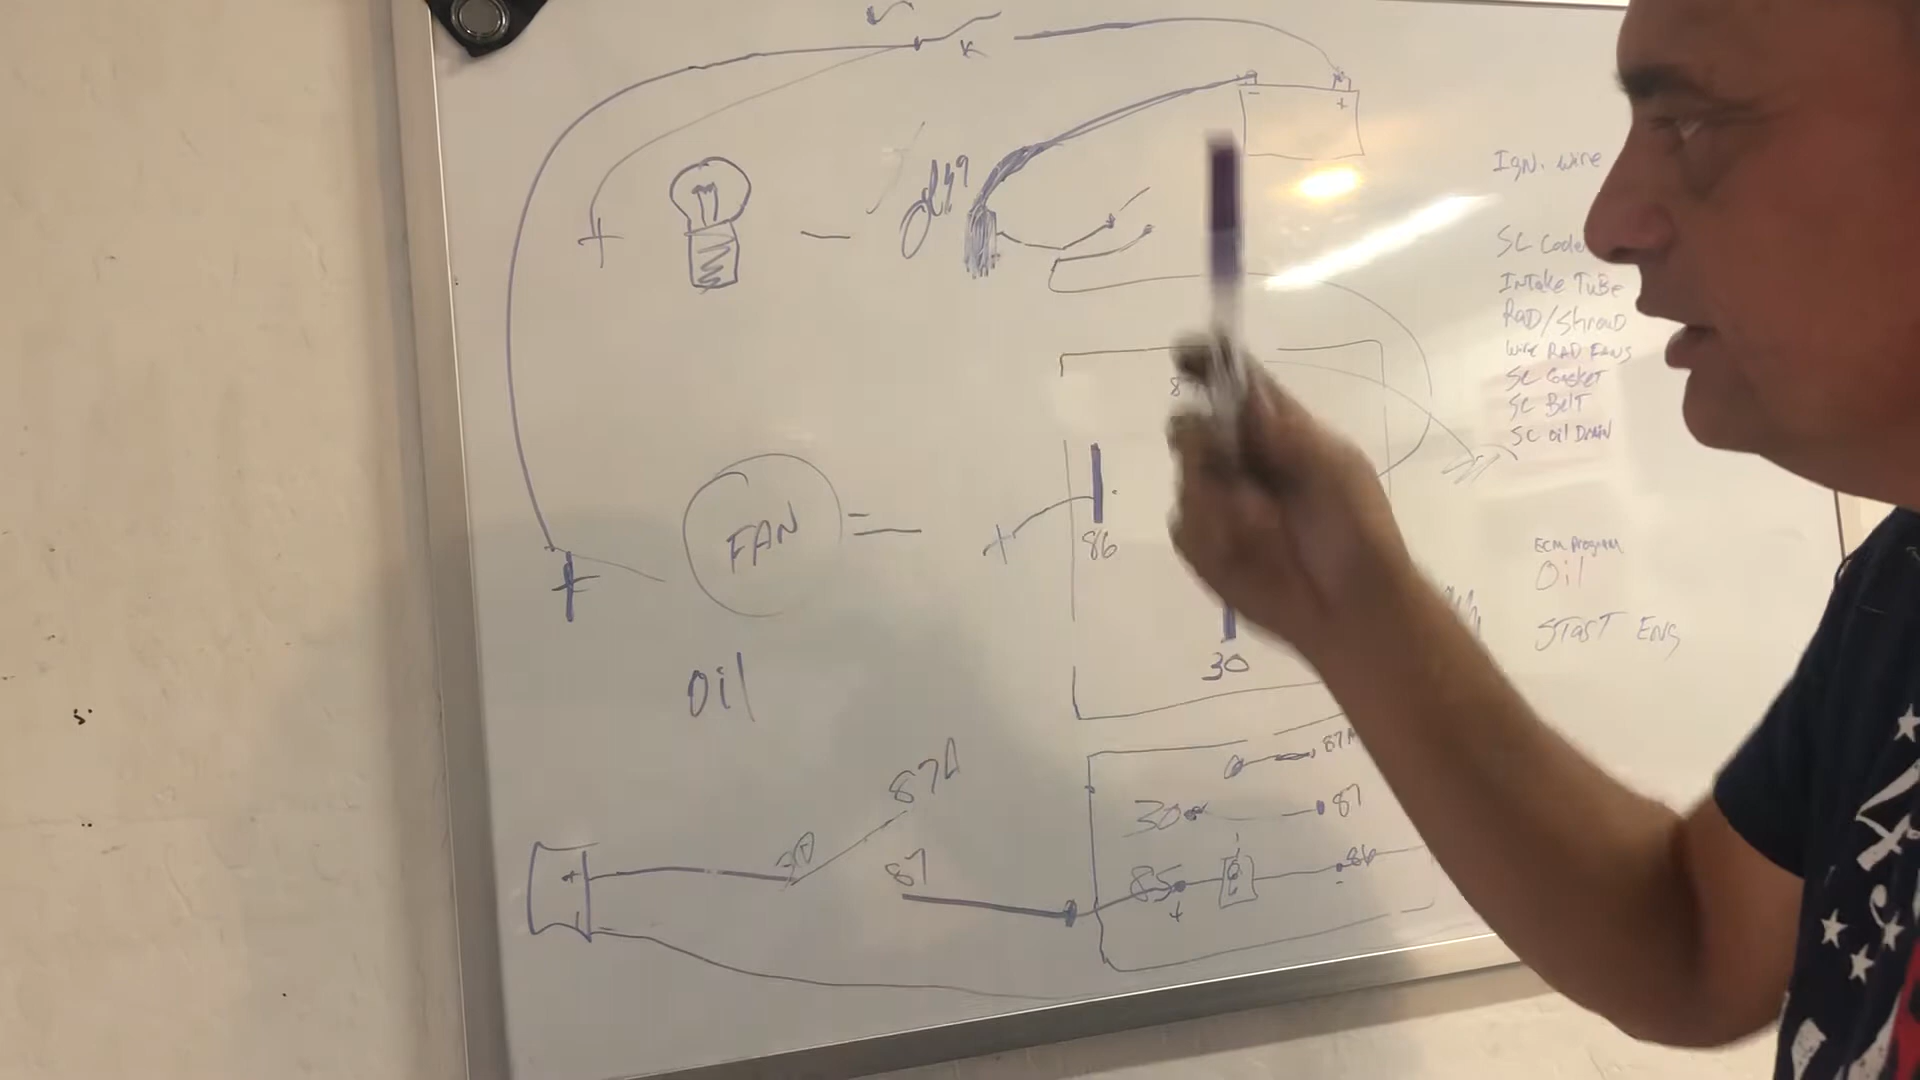 K
-
+
+
-
FAN
=
+
Oil
86
30
87A
30
87
85
+
86
-
87A
87
+
Ign. wire
SC Cooler
Intake Tube
RAD/Shroud
Wire RAD FANS
SC Gasket
SC Belt
SC Oil Drain
ECM Program
Oil
START ENG